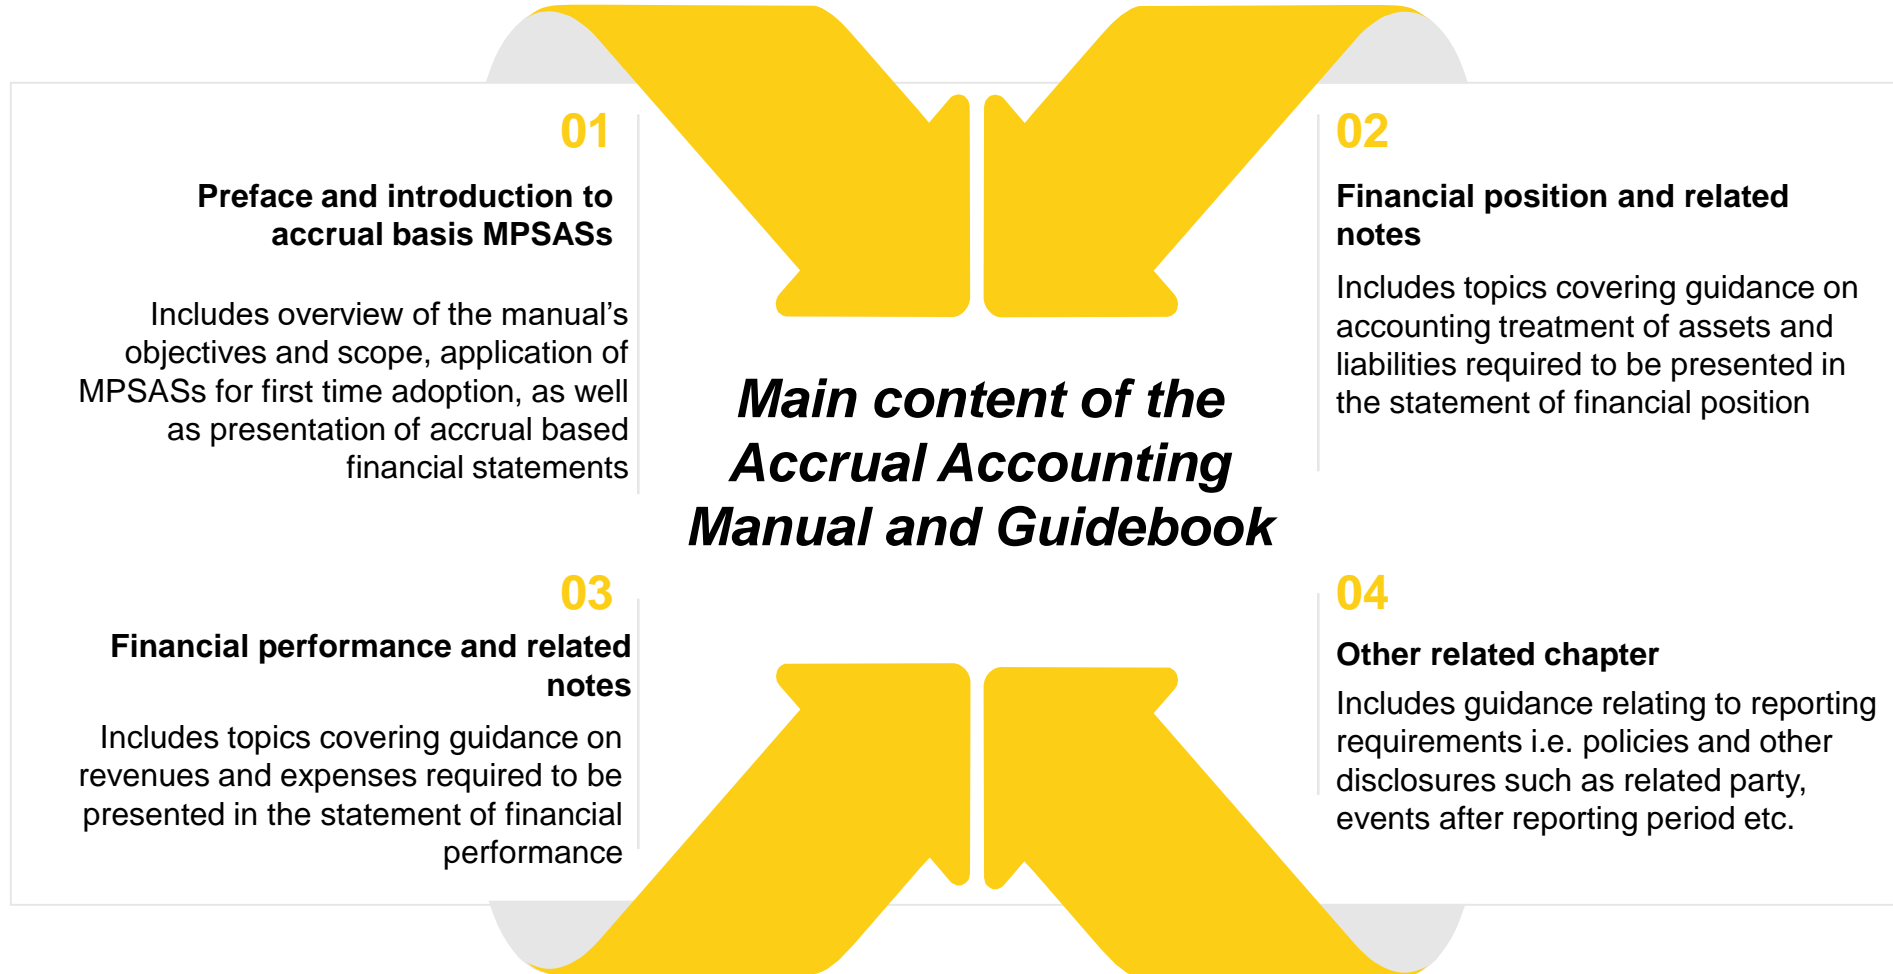 01
Preface and introduction to
accrual basis MPSASs
Includes overview of the manual’s
objectives and scope, application of
MPSASs for first time adoption, as well
as presentation of accrual based
financial statements
02
Financial position and related
notes
Includes topics covering guidance on
accounting treatment of assets and
liabilities required to be presented in
the statement of financial position
Main content of the
Accrual Accounting
Manual and Guidebook
03
Financial performance and related
notes
Includes topics covering guidance on
revenues and expenses required to be
presented in the statement of financial
performance
04
Other related chapter
Includes guidance relating to reporting
requirements i.e. policies and other
disclosures such as related party,
events after reporting period etc.